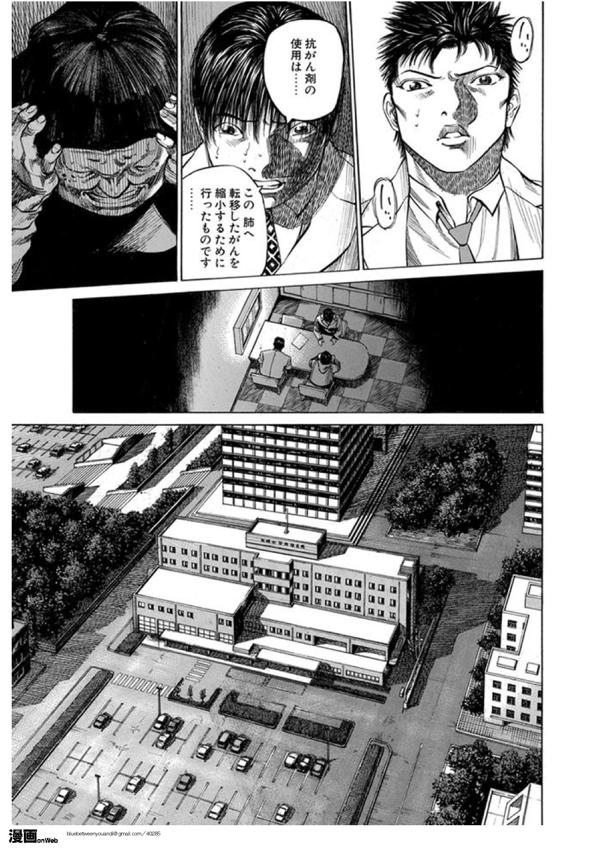 ！？
…
抗がん剤の
使用は……
この 肺へ
転移したがんを
縮小するために
行ったものです
……
漫画onWeb
bluebetweenyouandi@gmail.com/40285